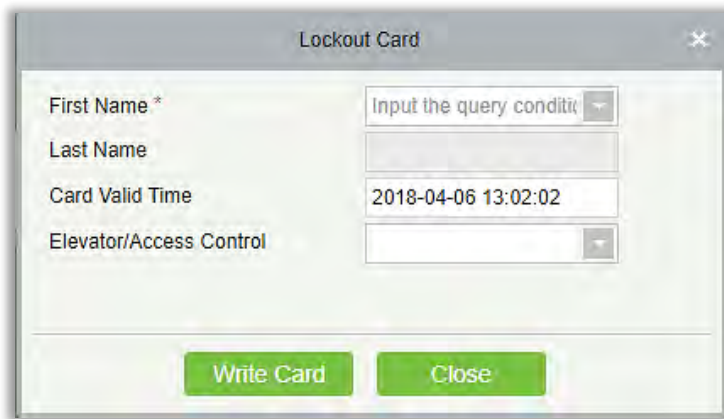 Lockout Card
First Name *
Input the query conditic
Last Name
Card Valid Time
2018-04-06 13:02:02
Elevator/Access Control
Write Card
Close